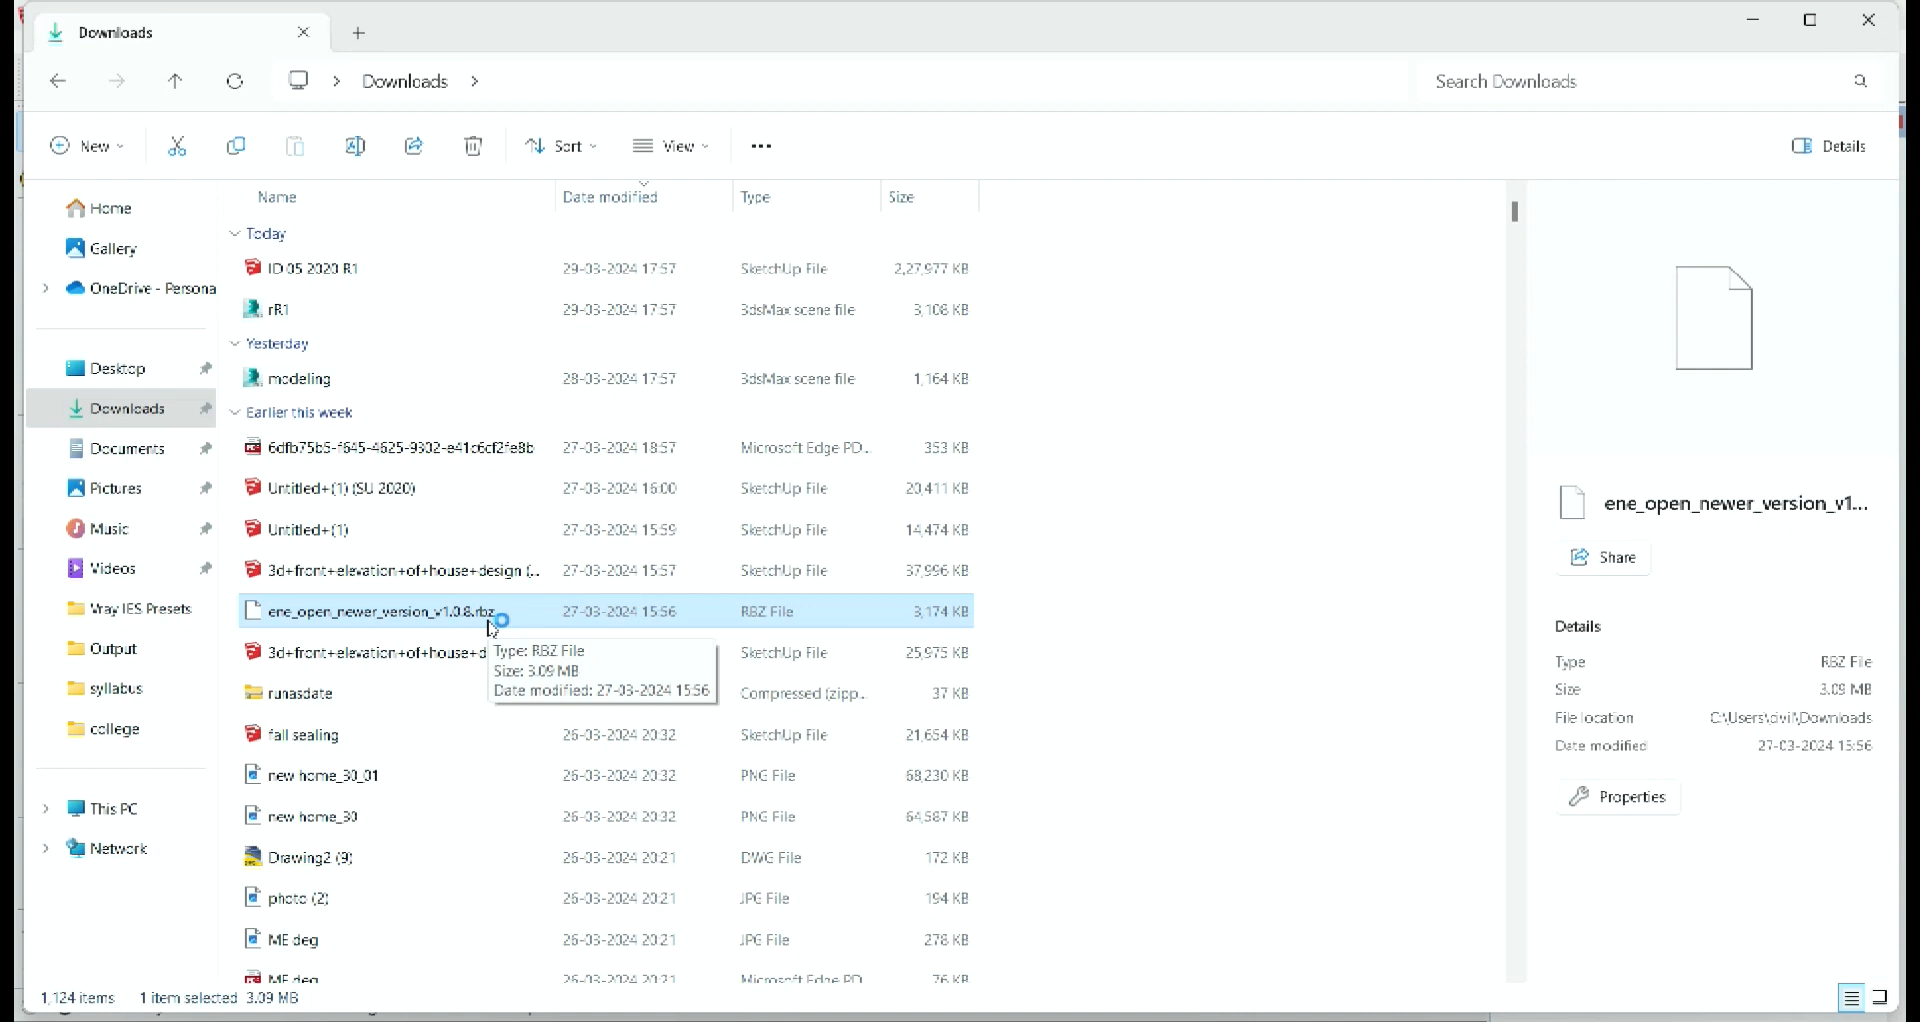 Downloads
Downloads
Search Downloads
New
Sort
View
Details
Home
Gallery
OneDrive - Persona
Desktop
Downloads
Documents
Pictures
Music
Videos
Vray IES Presets
Output
syllabus
college
This PC
Network
Name Date modified Type Size
Today
ID 05 2020 R1 29-03-2024 17:57 SketchUp File 2,27,977 KB
rR1 29-03-2024 17:57 3dsMax scene file 3,108 KB
Yesterday
modeling 28-03-2024 17:57 3dsMax scene file 1,164 KB
Earlier this week
6dfb75b5-f645-4625-9302-e41c6cf2fe8b 27-03-2024 18:57 Microsoft Edge PD... 353 KB
Untitled+(1) (SU 2020) 27-03-2024 16:00 SketchUp File 20,411 KB
Untitled+(1) 27-03-2024 15:59 SketchUp File 14,474 KB
3d+front+elevation+of+house+design (... 27-03-2024 15:57 SketchUp File 37,996 KB
ene_open_newer_version_v1.0.8.rbz 27-03-2024 15:56 RBZ File 3,174 KB
3d+front+elevation+of+house+d SketchUp File 25,975 KB
Type: RBZ File
Size: 3.09 MB
Date modified: 27-03-2024 15:56
runasdate Compressed (zipp... 37 KB
fall sealing 26-03-2024 20:32 SketchUp File 21,654 KB
new home_30_01 26-03-2024 20:32 PNG File 68,230 KB
new home_30 26-03-2024 20:32 PNG File 64,587 KB
Drawing2 (9) 26-03-2024 20:21 DWG File 172 KB
photo (2) 26-03-2024 20:21 JPG File 194 KB
ME deg 26-03-2024 20:21 JPG File 278 KB
ME deg 26-03-2024 20:21 Microsoft Edge PD 76 KB
ene_open_newer_version_v1...
Share
Details
Type RBZ File
Size 3.09 MB
File location C:\Users\civil\Downloads
Date modified 27-03-2024 15:56
Properties
1,124 items 1 item selected 3.09 MB